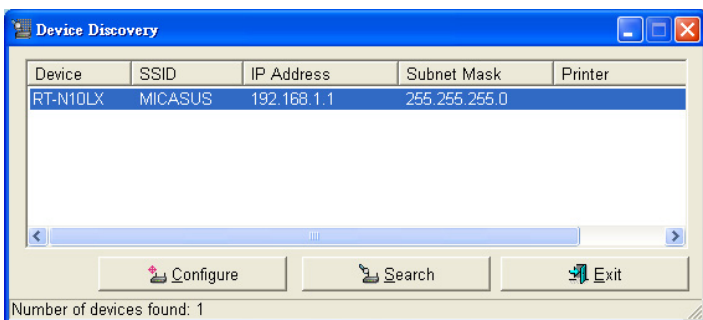 Device Discovery
Device SSID IP Address Subnet Mask Printer
RT-N10LX MICASUS 192.168.1.1 255.255.255.0
Configure Search Exit
Number of devices found: 1